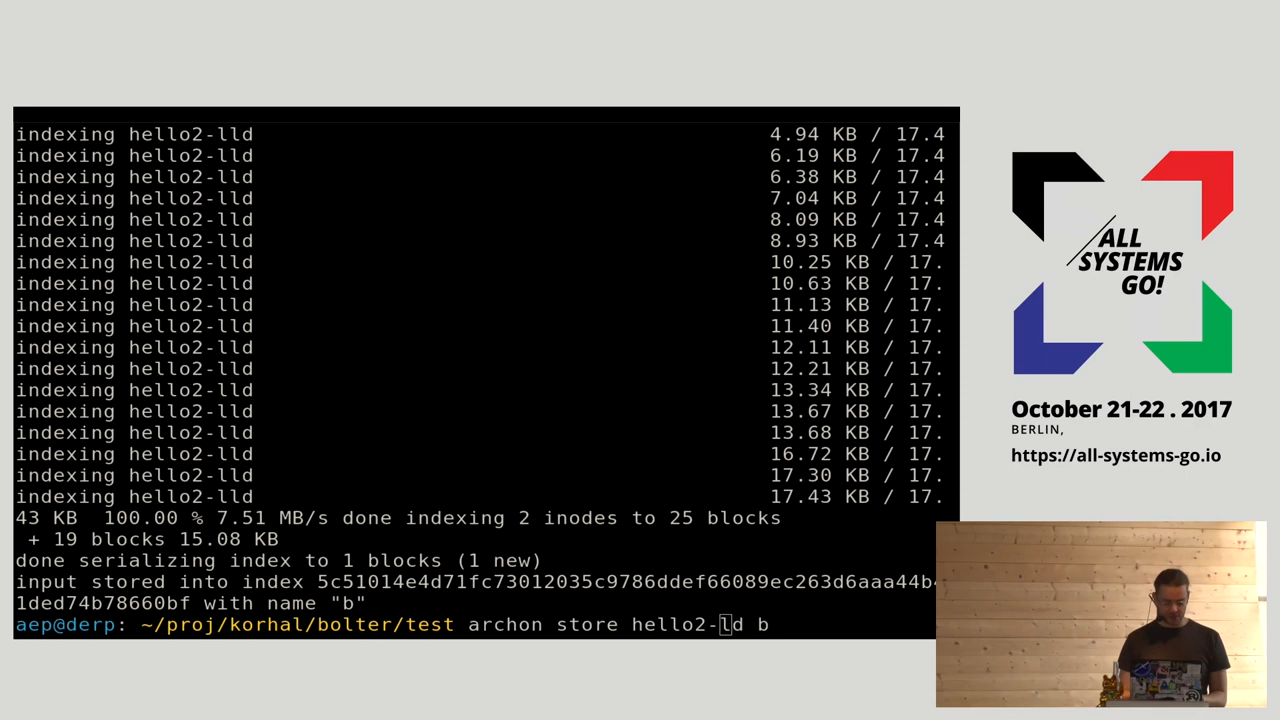 indexing hello2-lld 4.94 KB / 17.4
indexing hello2-lld 6.19 KB / 17.4
indexing hello2-lld 6.38 KB / 17.4
indexing hello2-lld 7.04 KB / 17.4
indexing hello2-lld 8.09 KB / 17.4
indexing hello2-lld 8.93 KB / 17.4
indexing hello2-lld 10.25 KB / 17.
indexing hello2-lld 10.63 KB / 17.
indexing hello2-lld 11.13 KB / 17.
indexing hello2-lld 11.40 KB / 17.
indexing hello2-lld 12.11 KB / 17.
indexing hello2-lld 12.21 KB / 17.
indexing hello2-lld 13.34 KB / 17.
indexing hello2-lld 13.67 KB / 17.
indexing hello2-lld 13.68 KB / 17.
indexing hello2-lld 16.72 KB / 17.
indexing hello2-lld 17.30 KB / 17.
indexing hello2-lld 17.43 KB / 17.
43 KB 100.00 % 7.51 MB/s done indexing 2 inodes to 25 blocks
+ 19 blocks 15.08 KB
done serializing index to 1 blocks (1 new)
input stored into index 5c51014e4d71fc73012035c9786ddef66089ec263d6aaa44b4
1ded74b78660bf with name "b"
aep@derp: ~/proj/korhal/bolter/test archon store hello2-ld b
ALL
SYSTEMS
GO!
October 21-22 . 2017
BERLIN,
https://all-systems-go.io